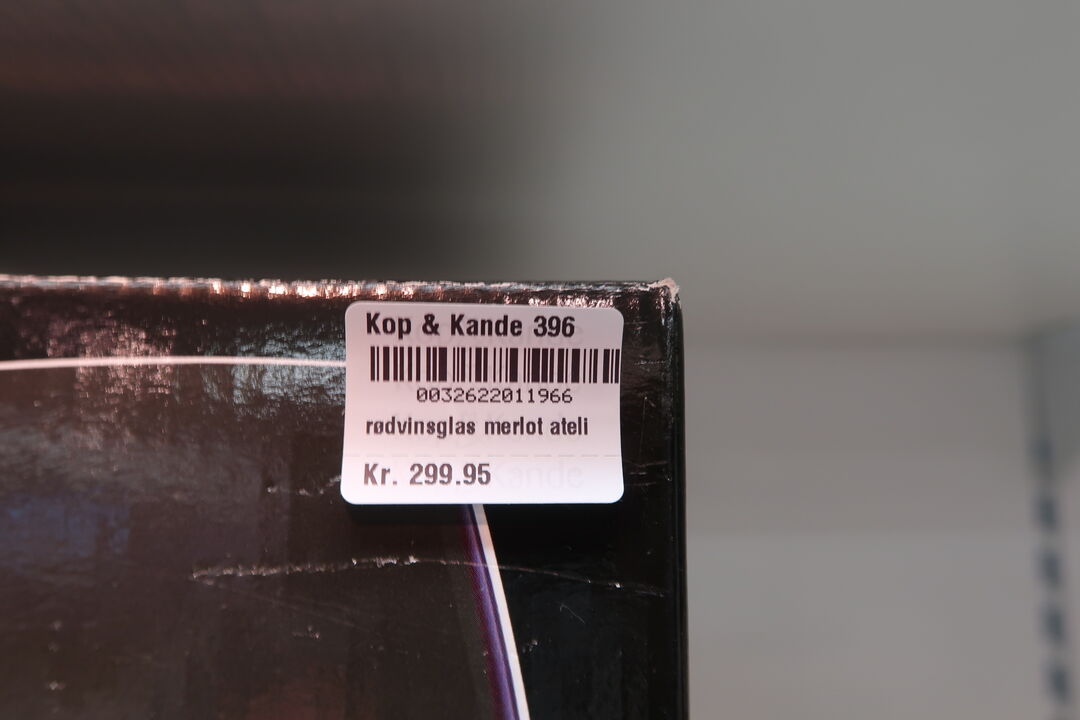 Kop & Kande 396
0032622011966
rødvinsglas merlot ateli
Kr. 299.95